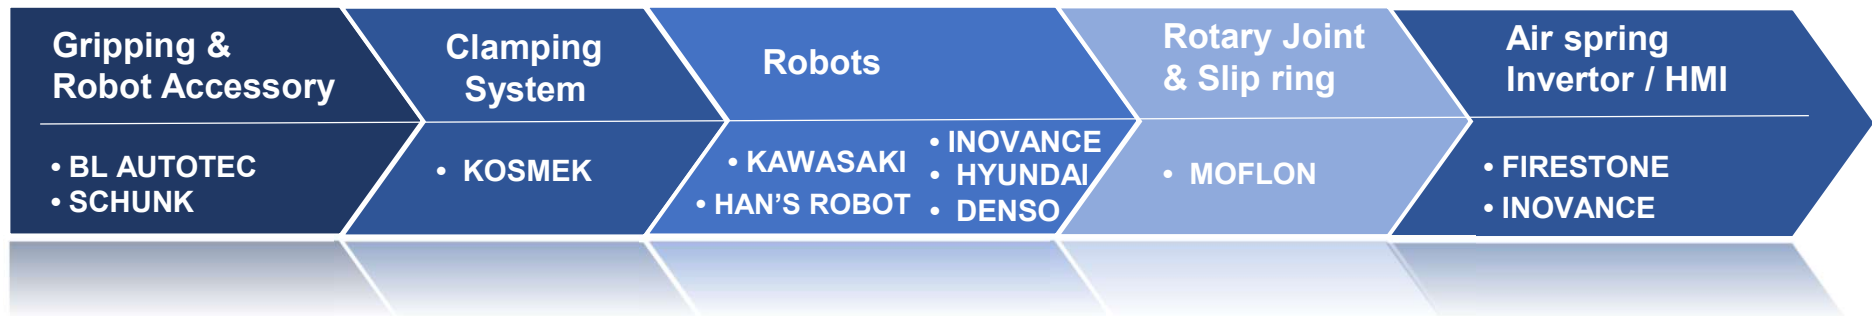 Gripping &
Robot Accessory
• BL AUTOTEC
• SCHUNK
Clamping
System
• KOSMEK
Robots
• KAWASAKI
• HAN’S ROBOT
• INOVANCE
• HYUNDAI
• DENSO
Rotary Joint
& Slip ring
• MOFLON
Air spring
Invertor / HMI
• FIRESTONE
• INOVANCE